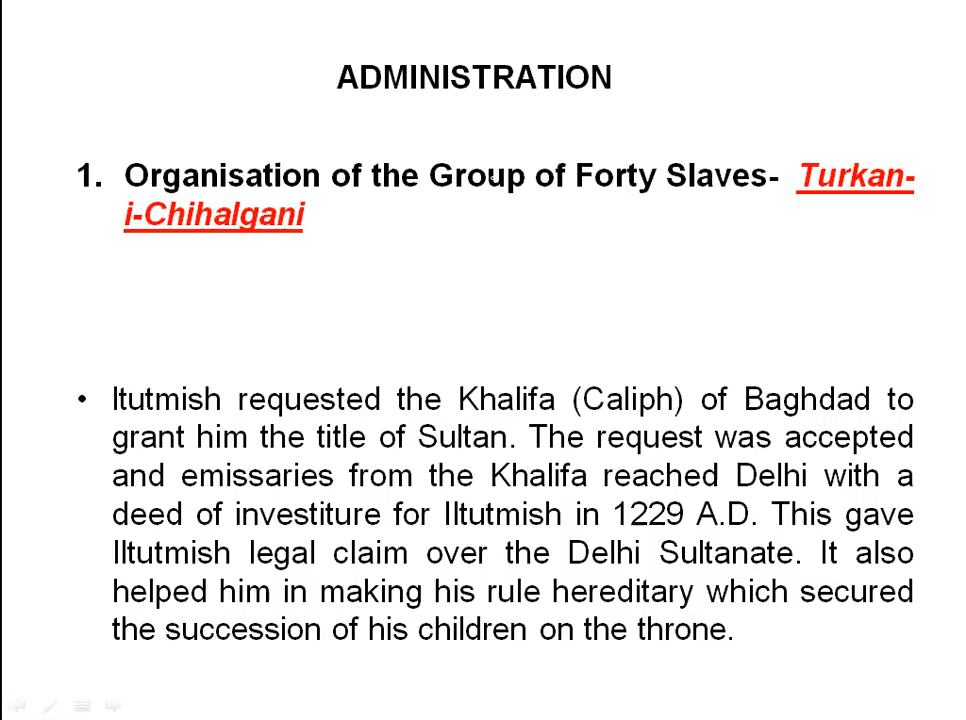 ADMINISTRATION
1. Organisation of the Group of Forty Slaves- Turkan-
i-Chihalgani
• Itutmish requested the Khalifa (Caliph) of Baghdad to
grant him the title of Sultan. The request was accepted
and emissaries from the Khalifa reached Delhi with a
deed of investiture for Iltutmish in 1229 A.D. This gave
Iltutmish legal claim over the Delhi Sultanate. It also
helped him in making his rule hereditary which secured
the succession of his children on the throne.